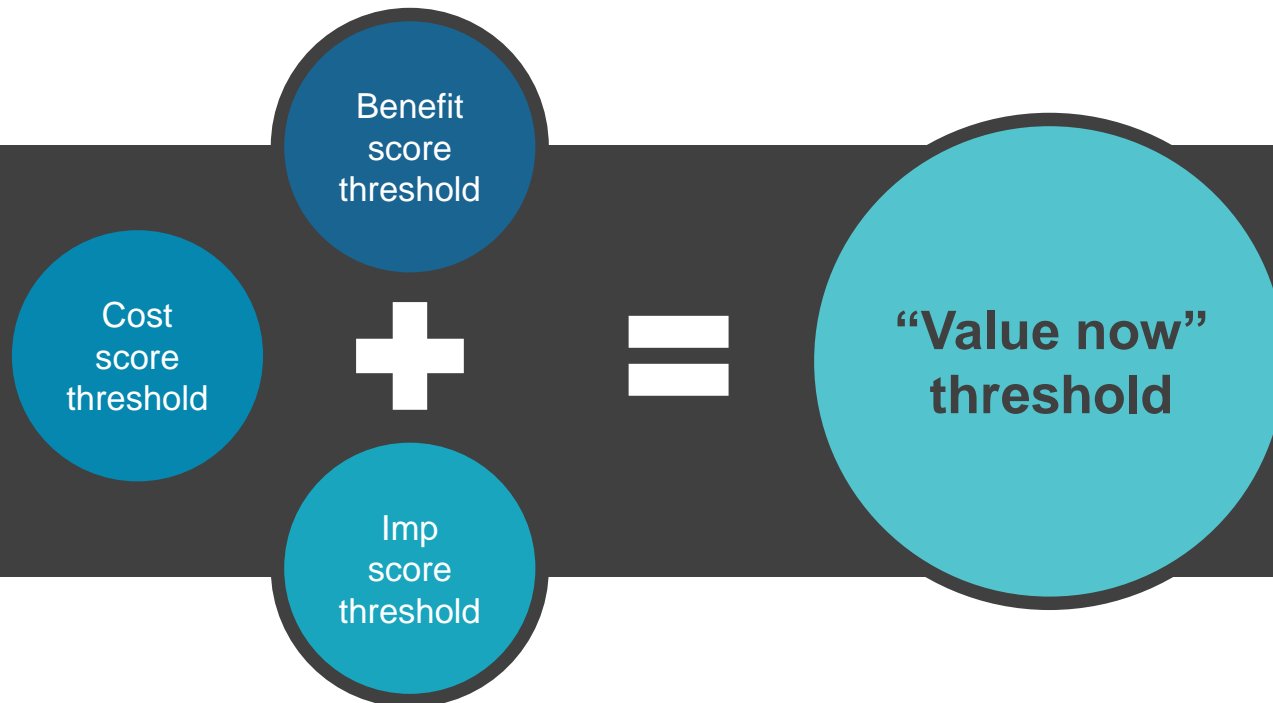 Benefit
score
threshold
Cost
score
threshold
Imp
score
threshold
“Value now”
threshold